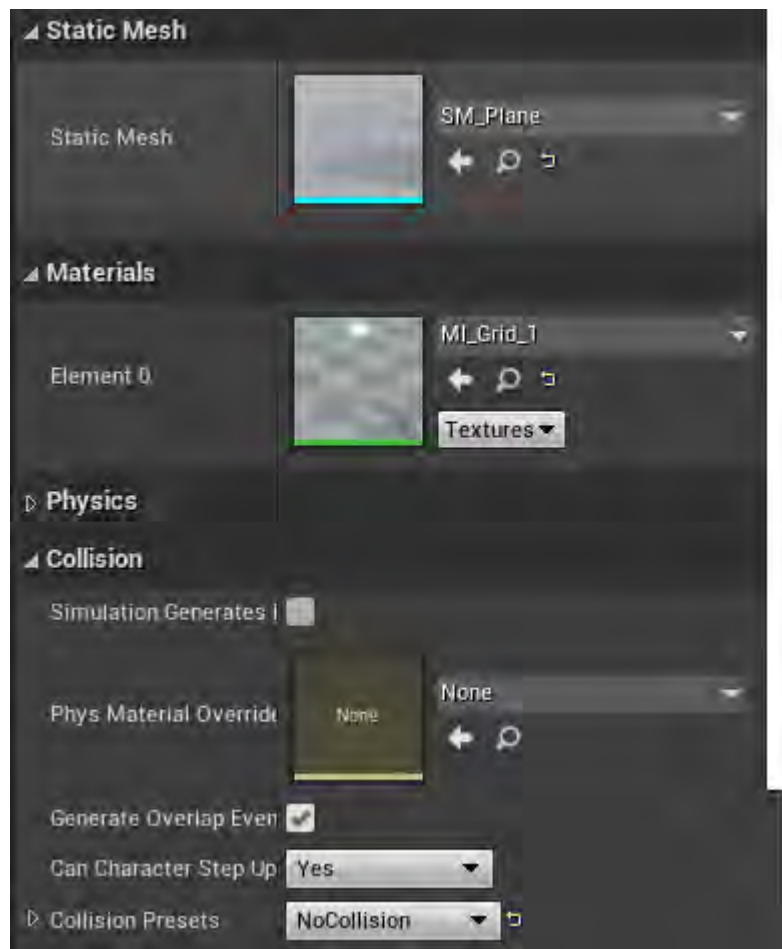 Static Mesh
Static Mesh
SM_Plane
Materials
Element 0
MI_Grid_1
Textures
Physics
Collision
Simulation Generates
Phys Material Override
None
None
Generate Overlap Even
Can Character Step Up
Yes
Collision Presets
NoCollision